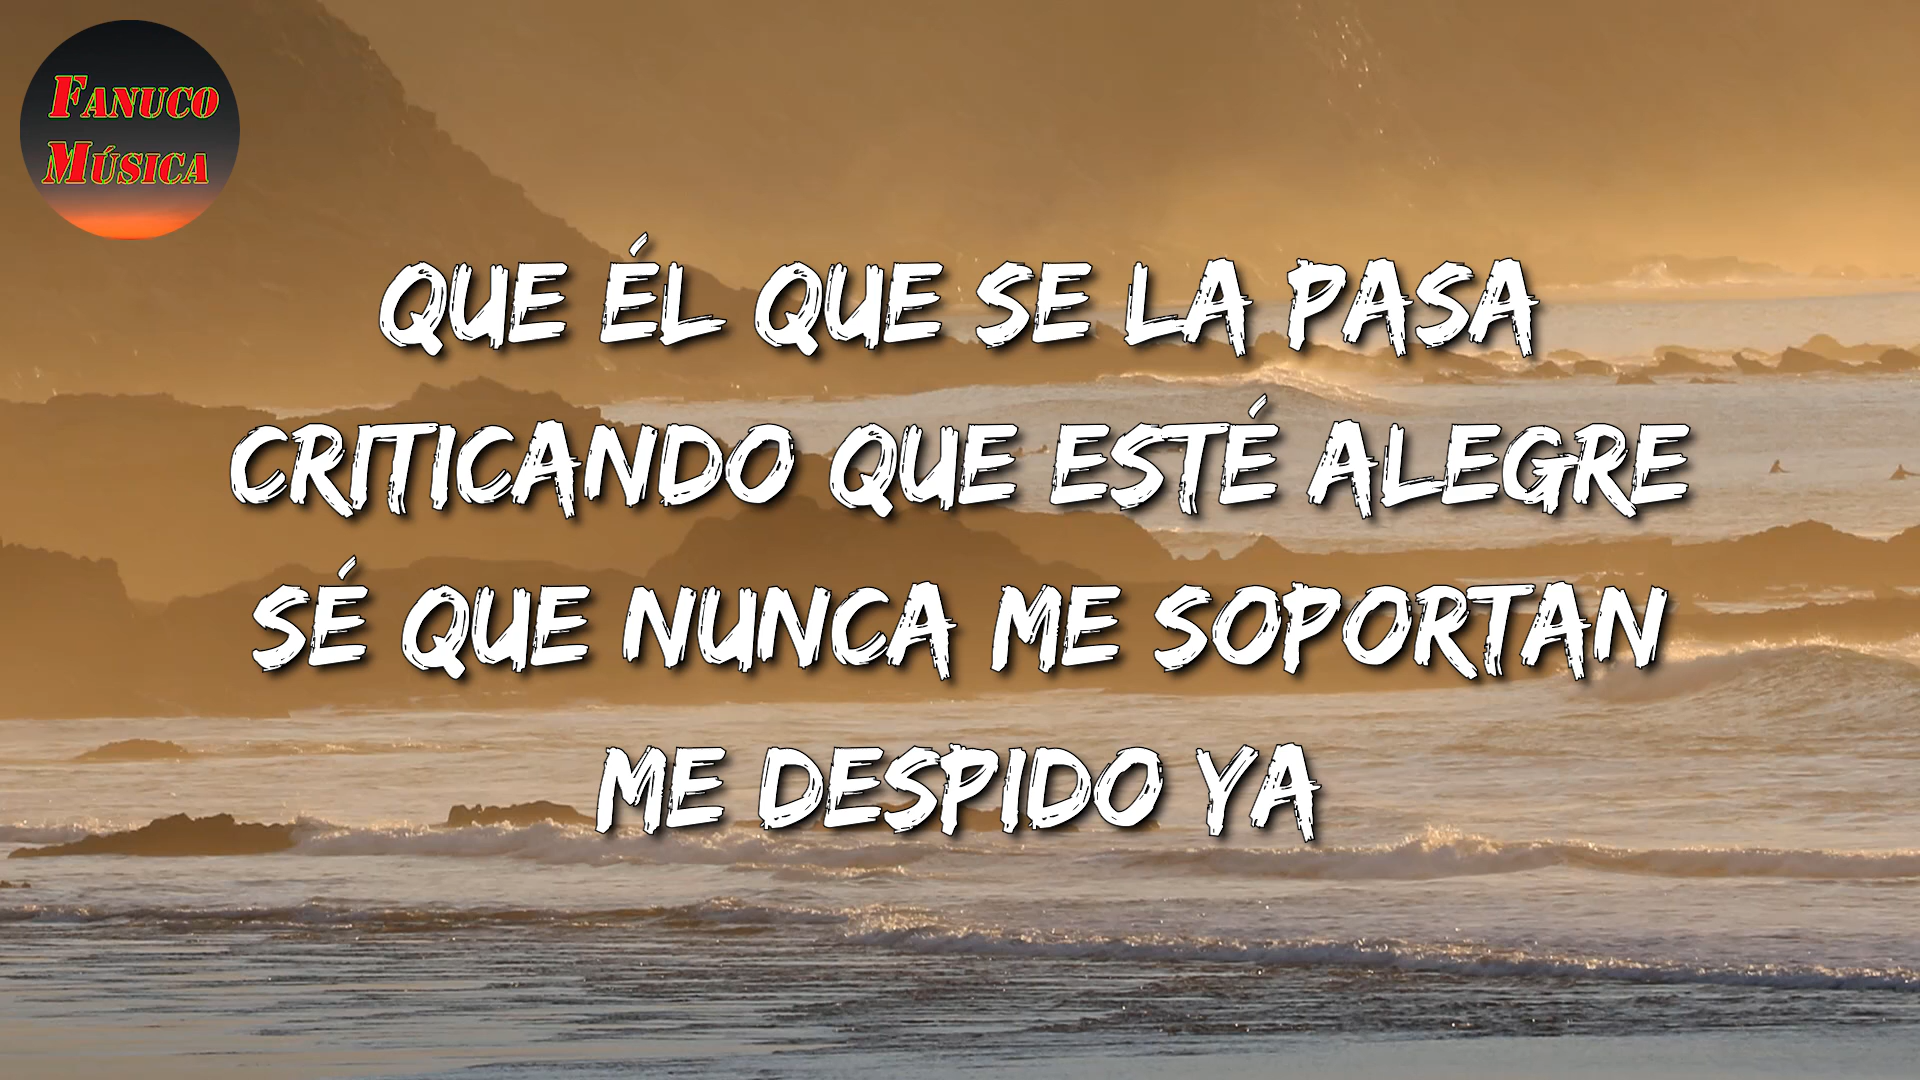 FANUCO
MÚSICA
QUE ÉL QUE SE LA PASA
CRITICANDO QUE ESTÉ ALEGRE
SÉ QUE NUNCA ME SOPORTAN
ME DESPIDO YA